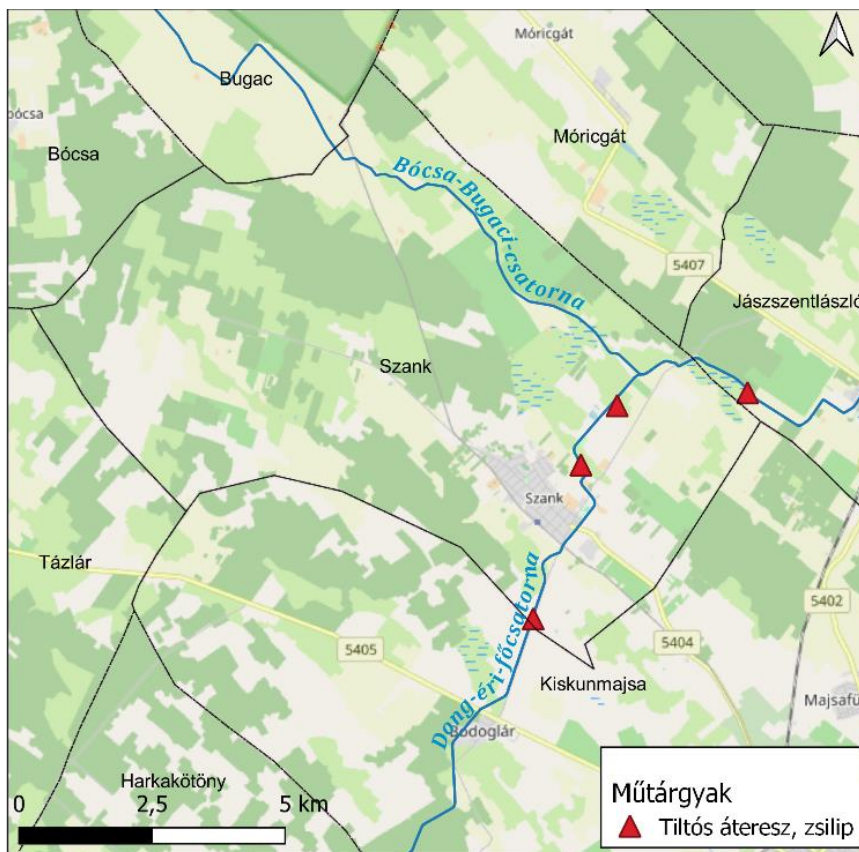 Móricgát
Bugac
bócsa
Móricgát
Bócsa
Bócsa-Bugaci-csatorna
5407
Jászszentlászló
Szank
Szank
Tázlár
Dong-éri-főcsatorna
5402
5404
5405
Kiskunmajsa
Majsafü
Bodoglár
Harkakötöny
0 2,5 5 km
Műtárgyak
Tiltós áteresz, zsilip